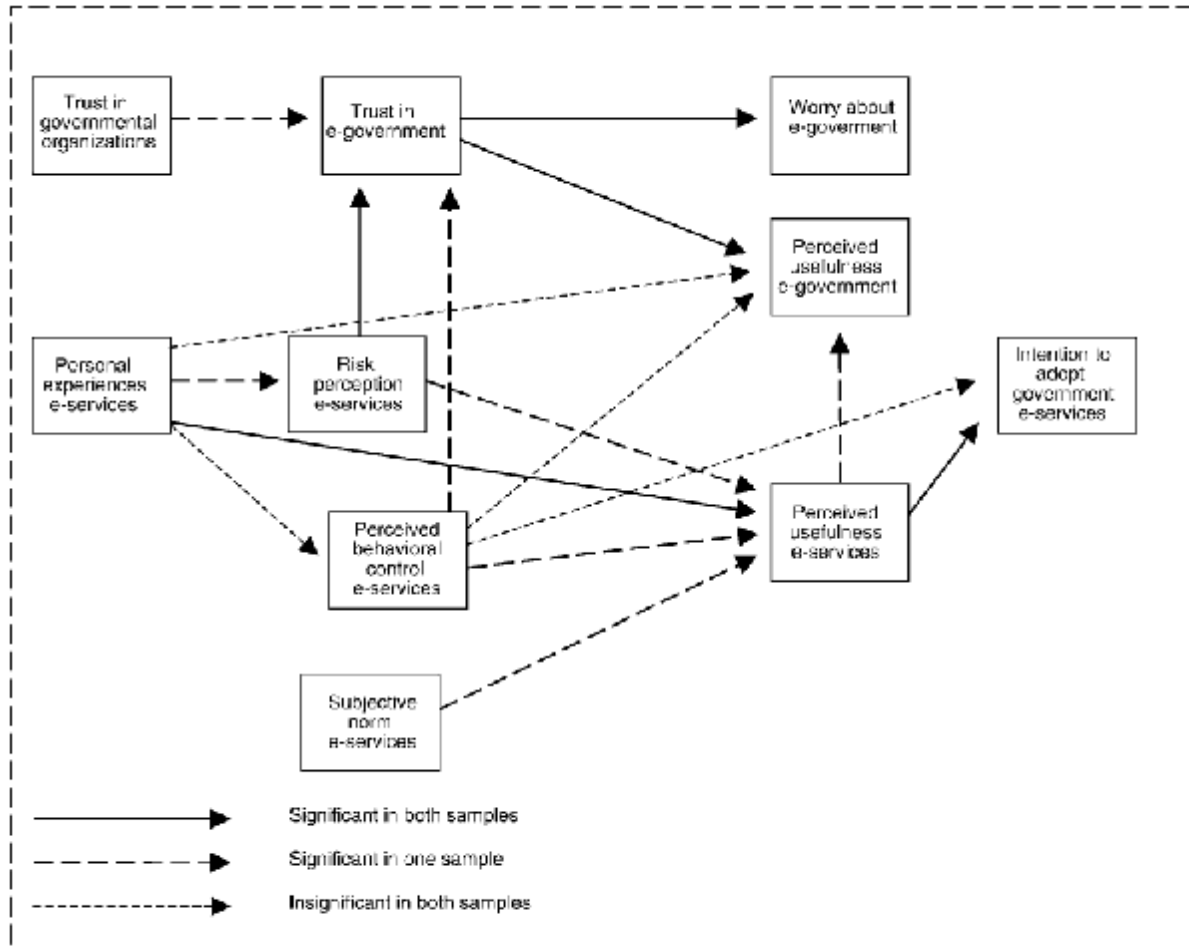 Trust in
governmental
organizations
Trust in
e-government
Worry about
e-goverment
Perceived
usefulness
e-government
Personal
experiences
e-services
Risk
perception
e-services
Intention to
adopt
government
e-services
Perceived
behavioral
control
e-services
Perceived
usefulness
e-services
Subjective
norm
e-services
Significant in both samples
Significant in one sample
Insignificant in both samples